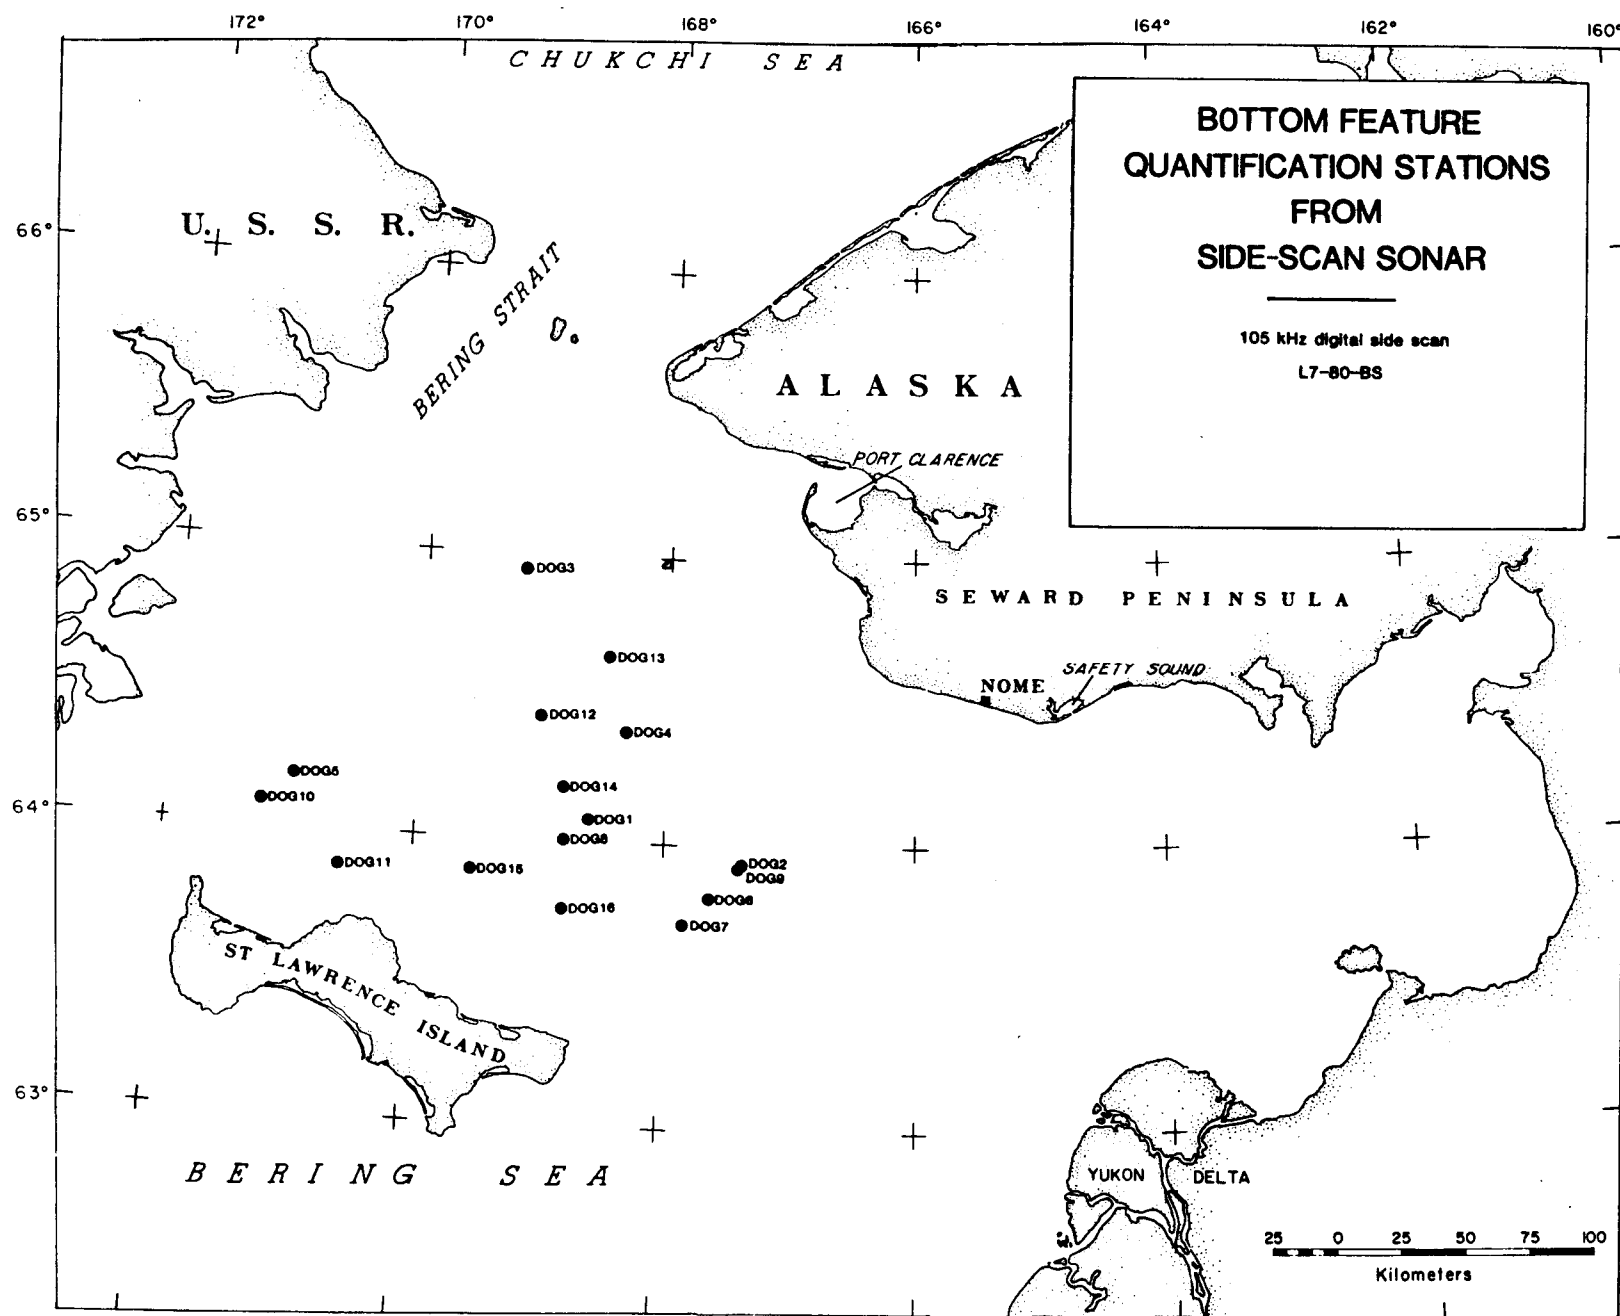 172° 170° 168° 166° 164° 162° 160°
CHUKCHI SEA
BOTTOM FEATURE
QUANTIFICATION STATIONS
FROM
SIDE-SCAN SONAR
105 kHz digital side scan
L7-80-BS
U. S. S. R.
66°
BERING STRAIT
ALASKA
PORT CLARENCE
65°
DOG3
SEWARD PENINSULA
DOG13
SAFETY SOUND
NOME
DOG12
DOG4
DOG5
DOG14
DOG10
64°
DOG1
DOG8
DOG11
DOG15
DOG2
DOG9
DOG6
DOG16
DOG7
ST LAWRENCE ISLAND
63°
BERING SEA
YUKON DELTA
25 0 25 50 75 100
Kilometers